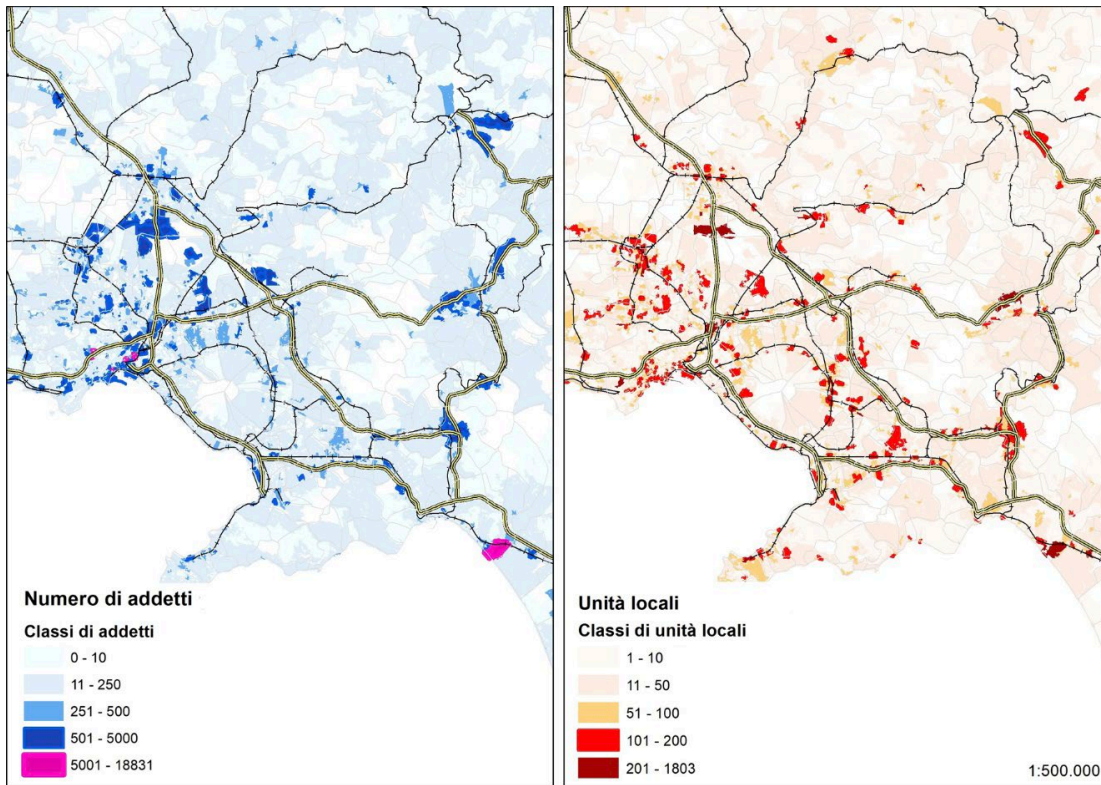 Numero di addetti
Classi di addetti
0 - 10
11 - 250
251 - 500
501 - 5000
5001 - 18831
Unità locali
Classi di unità locali
1 - 10
11 - 50
51 - 100
101 - 200
201 - 1803
1:500.000